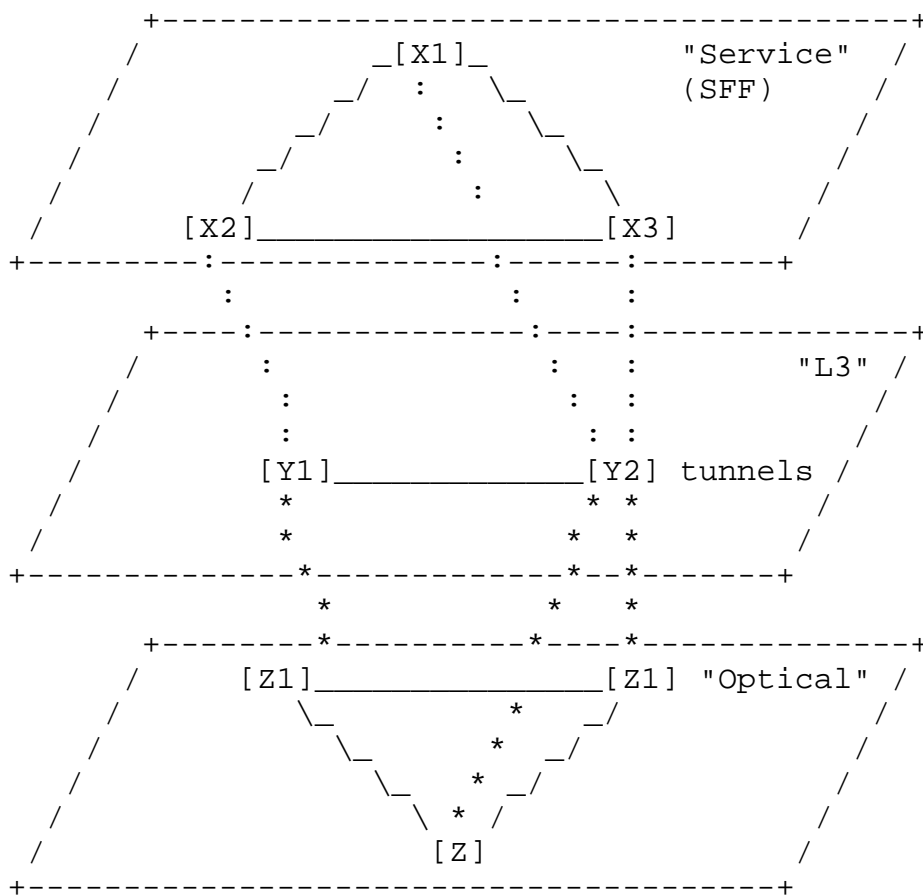 [X1] "Service"
(SFF)
[X2] [X3]
"L3"
[Y1] [Y2] tunnels
[Z1] [Z1] "Optical"
[Z]